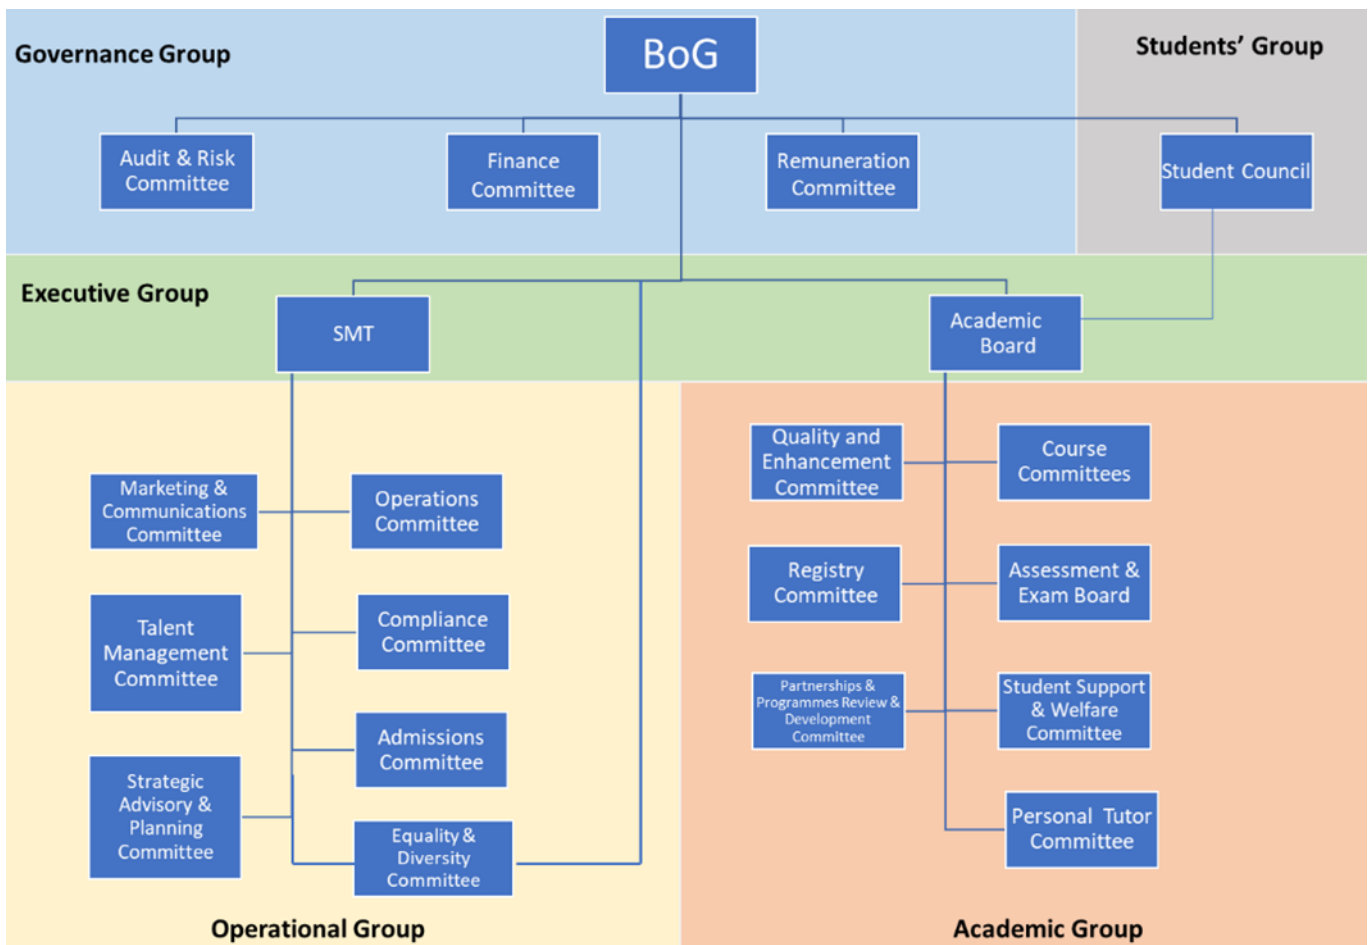 Governance Group
BoG
Students' Group
Audit & Risk
Committee
Finance
Committee
Remuneration
Committee
Student Council
Executive Group
SMT
Academic
Board
Marketing &
Communications
Committee
Operations
Committee
Talent
Management
Committee
Compliance
Committee
Admissions
Committee
Strategic
Advisory &
Planning
Committee
Equality &
Diversity
Committee
Operational Group
Quality and
Enhancement
Committee
Course
Committees
Registry
Committee
Assessment &
Exam Board
Partnerships &
Programmes Review &
Development
Committee
Student Support
& Welfare
Committee
Personal Tutor
Committee
Academic Group